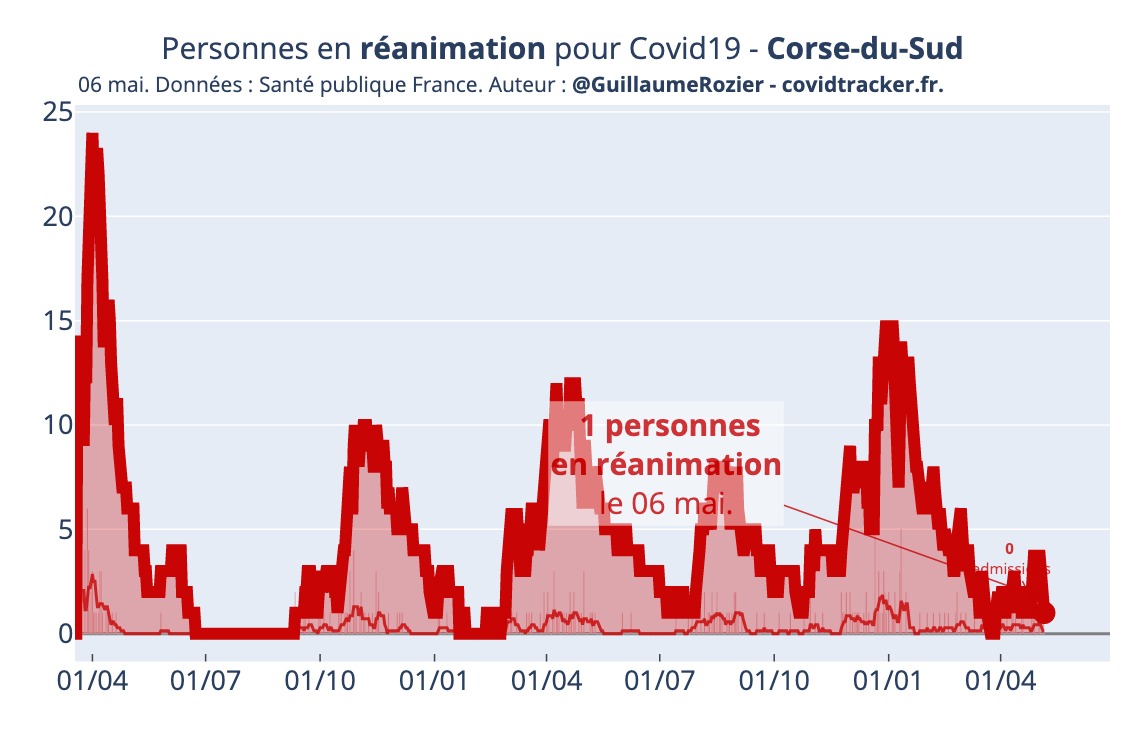 Personnes en réanimation pour Covid19 - Corse-du-Sud
06 mai. Données : Santé publique France. Auteur : @GuillaumeRozier - covidtracker.fr.
25
20
15
10
5
0
1 personnes
en réanimation
le 06 mai.
0
admissions
01/04 01/07 01/10 01/01 01/04 01/07 01/10 01/01 01/04